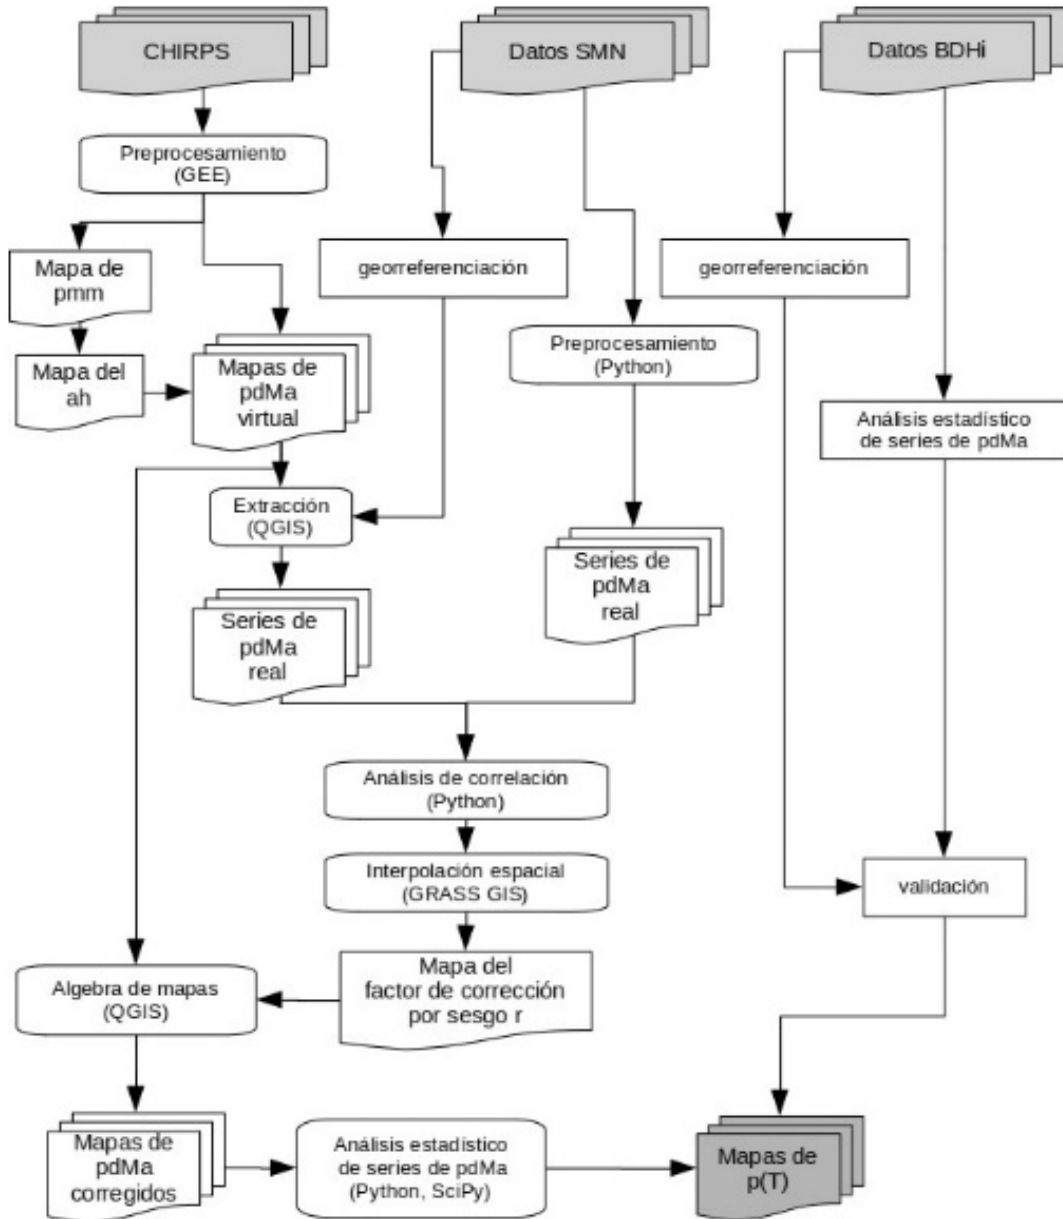 CHIRPS
Datos SMN
Datos BDHi
Preprocesamiento
(GEE)
Mapa de
pmm
georreferenciación
georreferenciación
Mapa del
ah
Mapas de
pdMa
virtual
Preprocesamiento
(Python)
Análisis estadístico
de series de pdMa
Extracción
(QGIS)
Series de
pdMa
real
Series de
pdMa
real
Análisis de correlación
(Python)
Interpolación espacial
(GRASS GIS)
validación
Mapa del
factor de corrección
por sesgo r
Algebra de mapas
(QGIS)
Mapas de
pdMa
corregidos
Análisis estadístico
de series de pdMa
(Python, SciPy)
Mapas de
p(T)